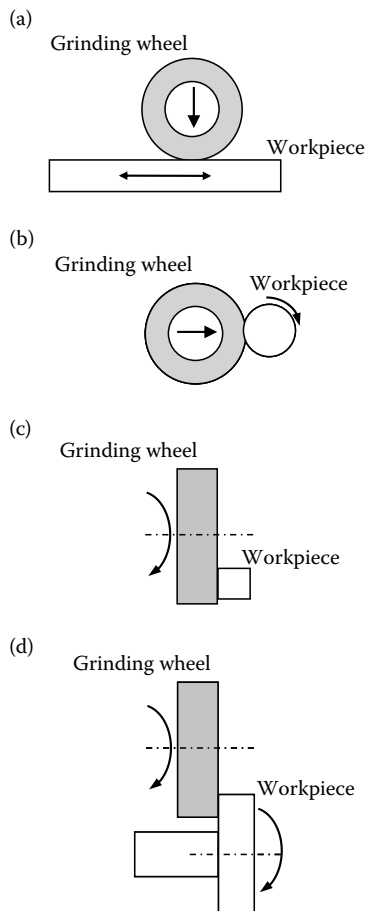 (a)
Grinding wheel
Workpiece
(b)
Grinding wheel
Workpiece
(c)
Grinding wheel
Workpiece
(d)
Grinding wheel
Workpiece